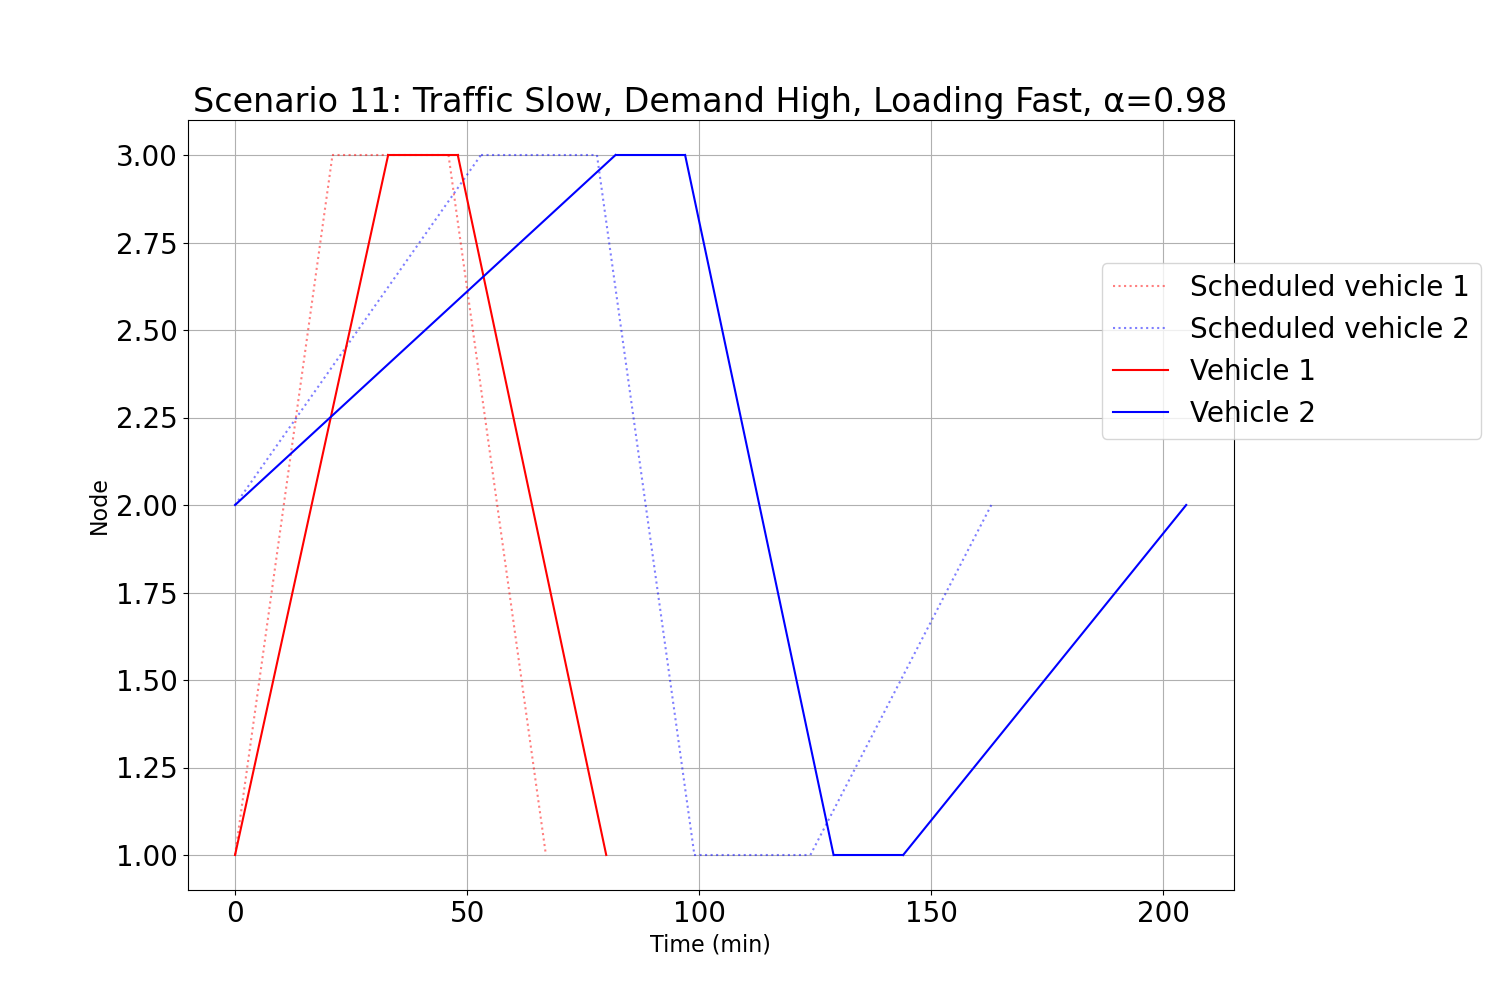 Scenario 11: Traffic Slow, Demand High, Loading Fast, α=0.98
3.00
2.75
2.50
2.25
2.00
1.75
1.50
1.25
1.00
Node
0 50 100 150 200
Time (min)
Scheduled vehicle 1
Scheduled vehicle 2
Vehicle 1
Vehicle 2